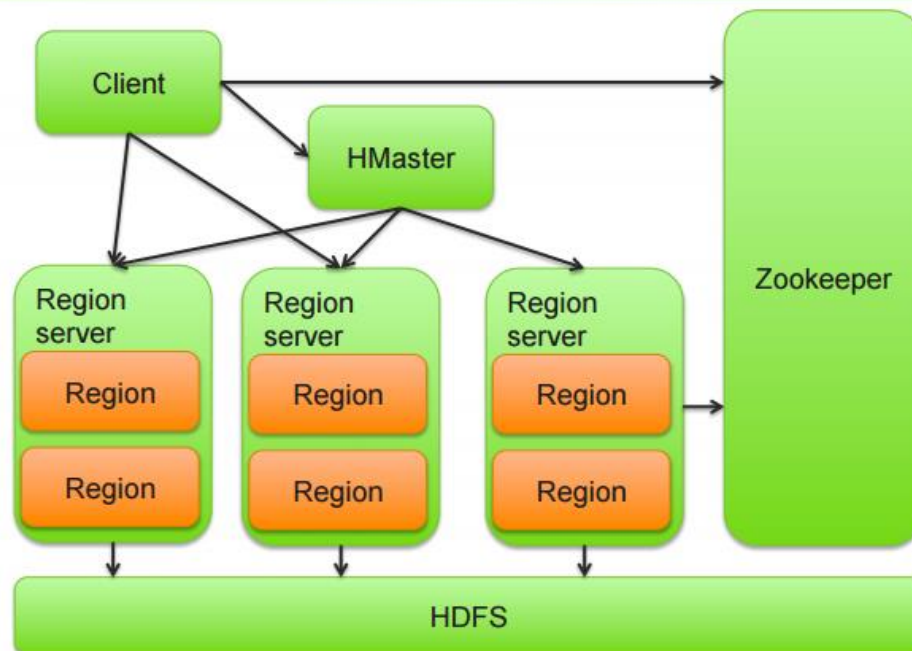 Client
HMaster
Zookeeper
Region
server
Region
Region
Region
server
Region
Region
Region
server
Region
Region
HDFS